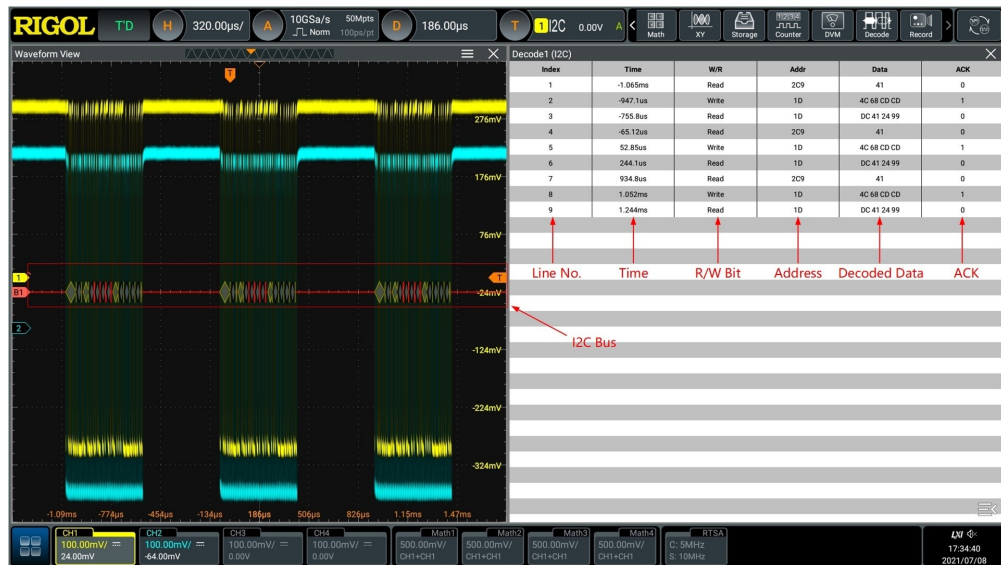 RIGOL T'D H 320.00μs/ A 10GSa/s 50Mpts Norm 100ps/pt D 186.00μs T 1 I2C 0.00V A Math XY Storage Counter DVM Decode Record
1 2 3 4
Waveform View
Decode1 (I2C)
T
Index Time W/R Addr Data ACK
1 -1.065ms Read 2C9 41 0
2 -947.1us Write 1D 4C 68 CD CD 1
3 -755.8us Read 1D DC 41 24 99 0
4 -65.12us Read 2C9 41 0
5 52.85us Write 1D 4C 68 CD CD 1
6 244.1us Read 1D DC 41 24 99 0
7 934.8us Read 2C9 41 0
8 1.052ms Write 1D 4C 68 CD CD 1
9 1.244ms Read 1D DC 41 24 99 0
Line No. Time R/W Bit Address Decoded Data ACK
I2C Bus
276mV
176mV
76mV
1 T
B1 -24mV
2
-124mV
-224mV
-324mV
-1.09ms -774μs -454μs -134μs 186μs 506μs 826μs 1.15ms 1.47ms
CH1 CH2 CH3 CH4 Math1 Math2 Math3 Math4 RTSA
100.00mV/ 100.00mV/ 100.00mV/ 100.00mV/ 500.00mV/ 500.00mV/ 500.00mV/ 500.00mV/ C: 5MHz
24.00mV -64.00mV 0.00V 0.00V CH1+CH1 CH1+CH1 CH1+CH1 CH1+CH1 S: 10MHz
LXI
17:34:40
2021/07/08